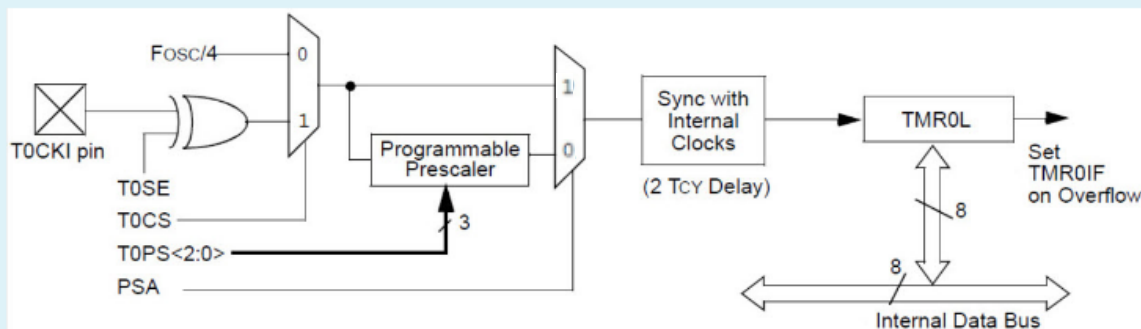 FOSC/4
0
1
T0CKI pin
T0SE
T0CS
T0PS<2:0>
PSA
Programmable
Prescaler
3
1
0
Sync with
Internal
Clocks
(2 TCY Delay)
TMR0L
Set
TMR0IF
on Overflow
8
8
Internal Data Bus